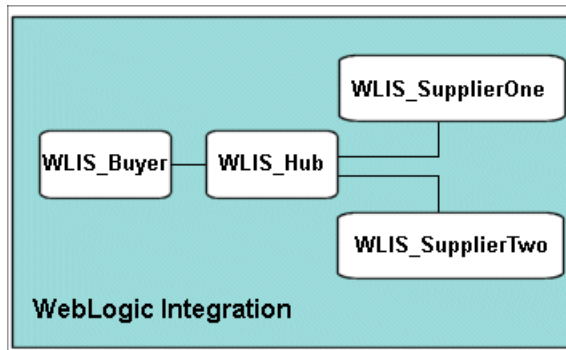 WLIS_SupplierOne
WLIS_Buyer
WLIS_Hub
WLIS_SupplierTwo
WebLogic Integration